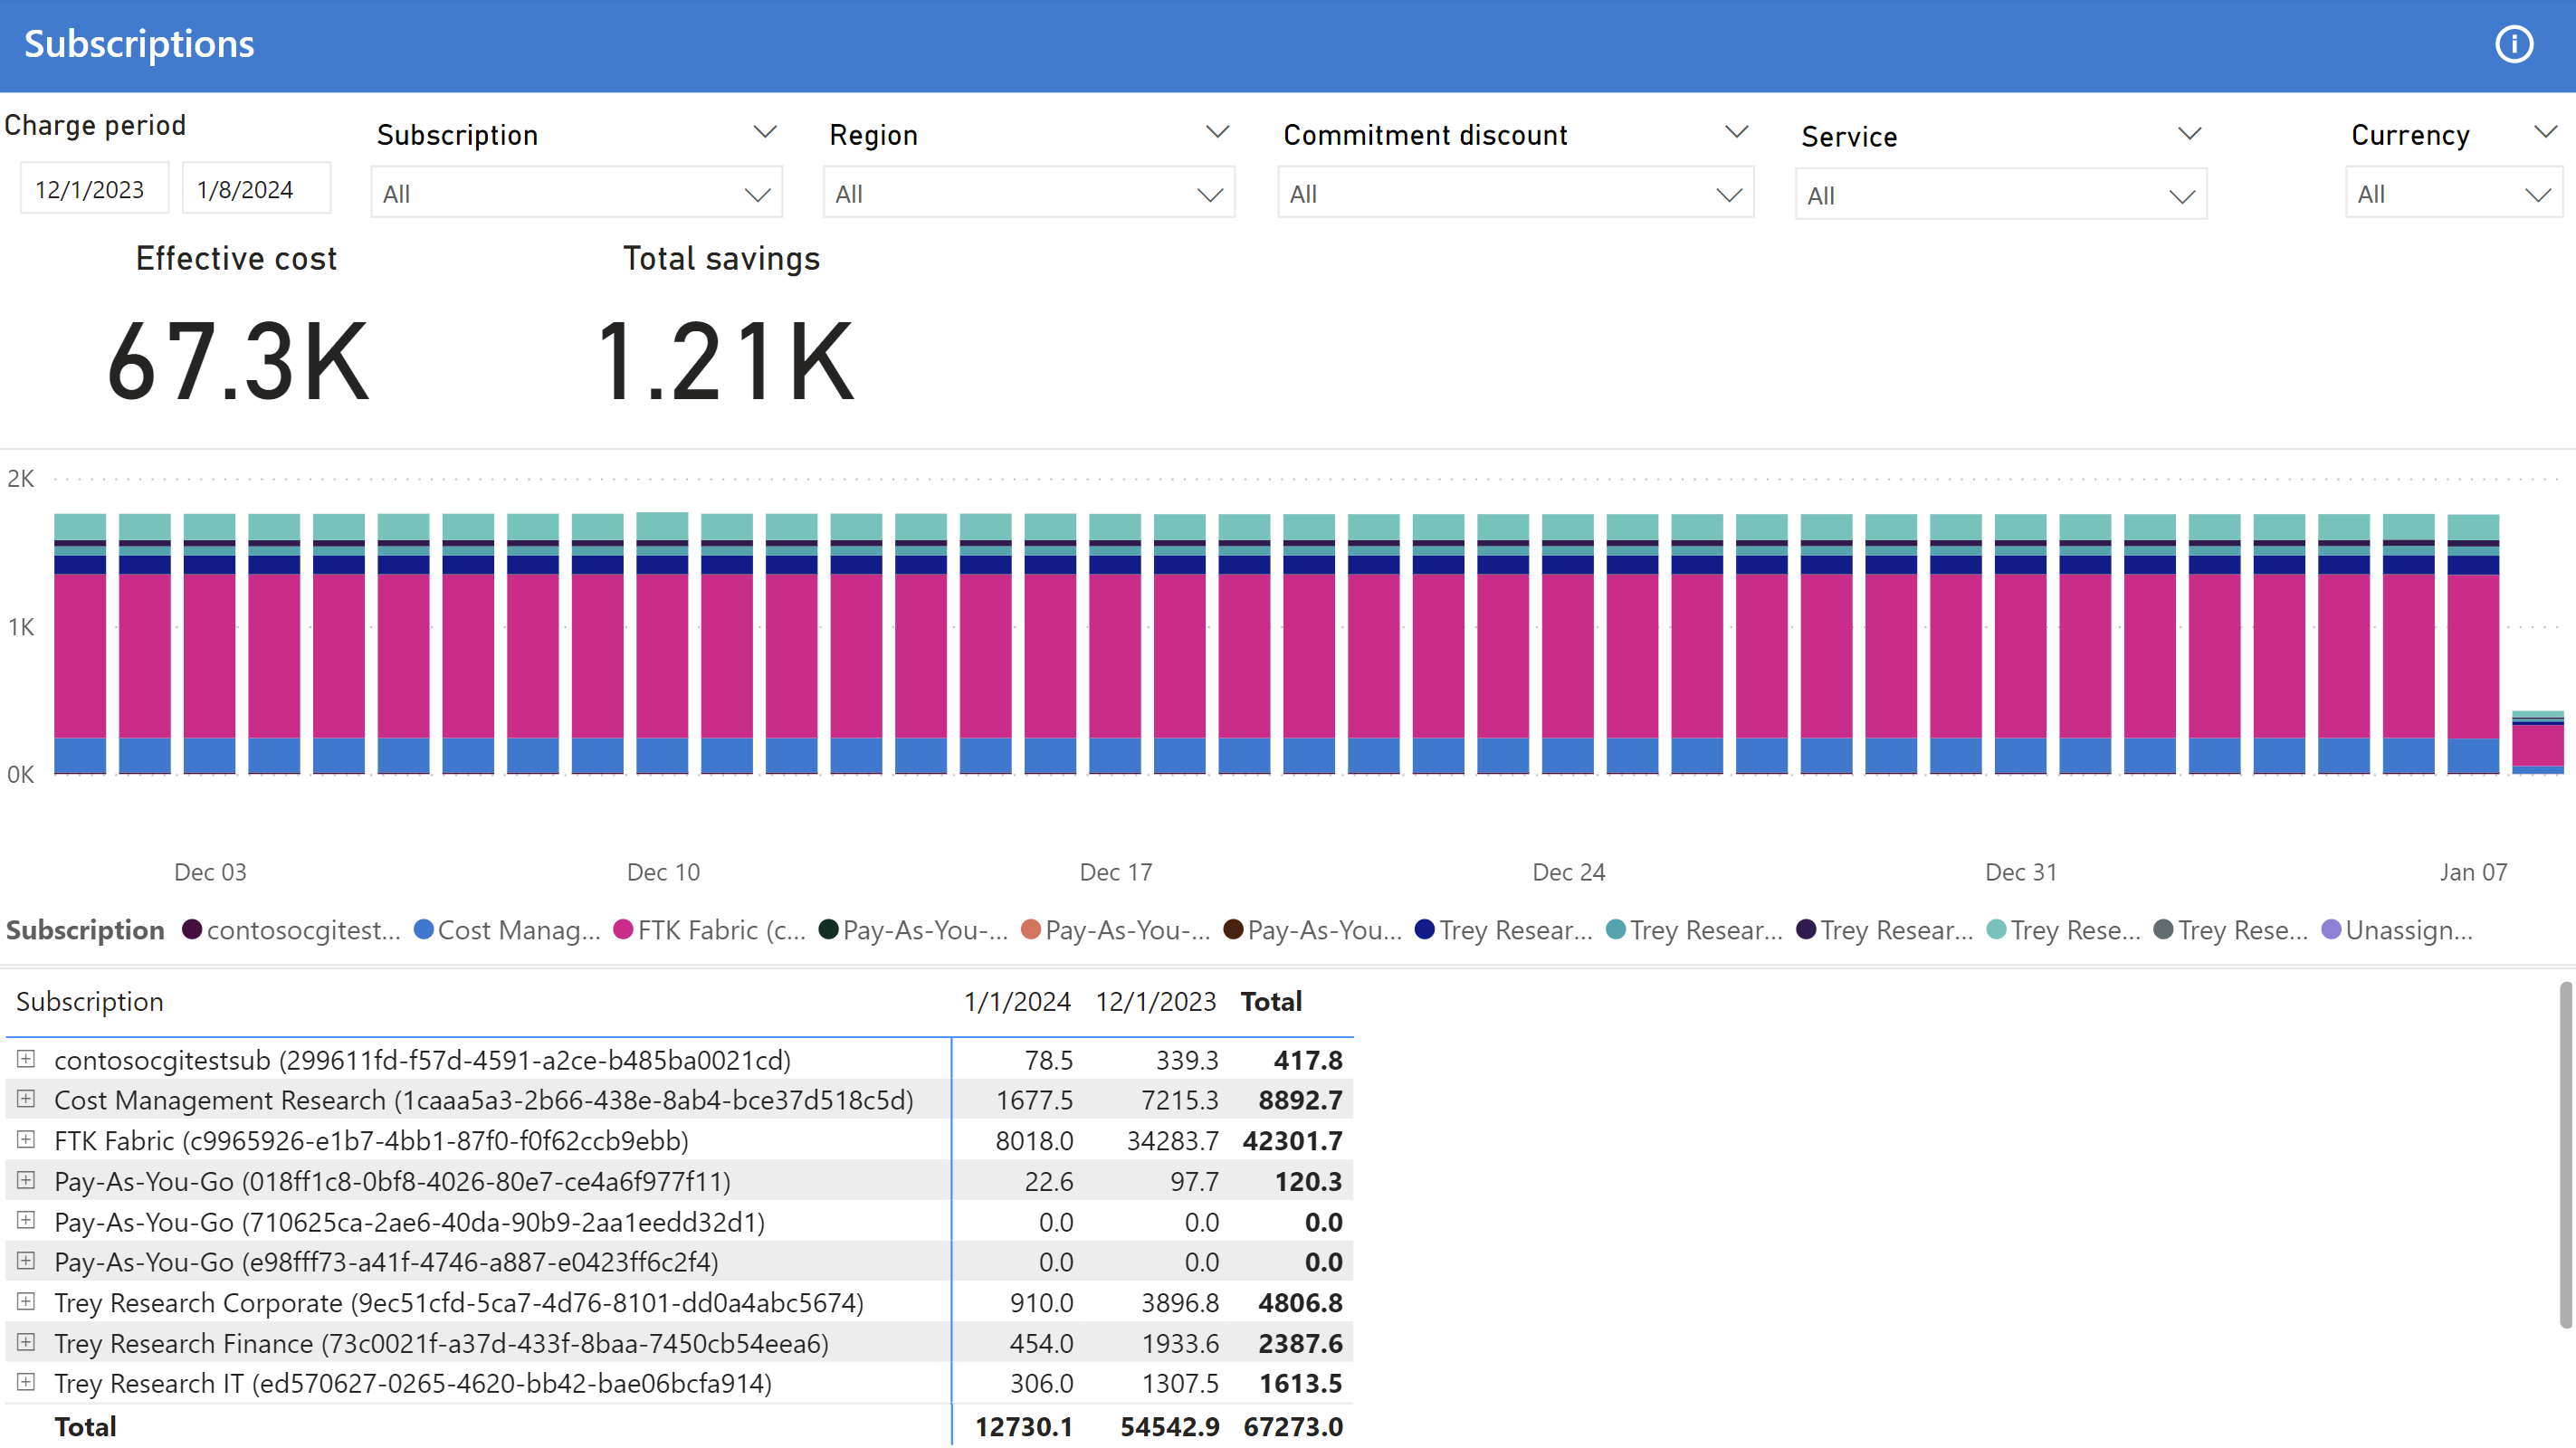 Subscriptions
Charge period
12/1/2023 1/8/2024
Subscription
All
Region
All
Commitment discount
All
Service
All
Currency
All
Effective cost
67.3K
Total savings
1.21K
2K
1K
0K
Dec 03 Dec 10 Dec 17 Dec 24 Dec 31 Jan 07
Subscription contosocgitest... Cost Manag... FTK Fabric (c... Pay-As-You-... Pay-As-You-... Pay-As-You... Trey Resear... Trey Resear... Trey Resear... Trey Rese... Trey Rese... Unassign...
Subscription 1/1/2024 12/1/2023 Total
contosocgitestsub (299611fd-f57d-4591-a2ce-b485ba0021cd) 78.5 339.3 417.8
Cost Management Research (1caaa5a3-2b66-438e-8ab4-bce37d518c5d) 1677.5 7215.3 8892.7
FTK Fabric (c9965926-e1b7-4bb1-87f0-f0f62ccb9ebb) 8018.0 34283.7 42301.7
Pay-As-You-Go (018ff1c8-0bf8-4026-80e7-ce4a6f977f11) 22.6 97.7 120.3
Pay-As-You-Go (710625ca-2ae6-40da-90b9-2aa1eedd32d1) 0.0 0.0 0.0
Pay-As-You-Go (e98fff73-a41f-4746-a887-e0423ff6c2f4) 0.0 0.0 0.0
Trey Research Corporate (9ec51cfd-5ca7-4d76-8101-dd0a4abc5674) 910.0 3896.8 4806.8
Trey Research Finance (73c0021f-a37d-433f-8baa-7450cb54eea6) 454.0 1933.6 2387.6
Trey Research IT (ed570627-0265-4620-bb42-bae06bcfa914) 306.0 1307.5 1613.5
Total 12730.1 54542.9 67273.0